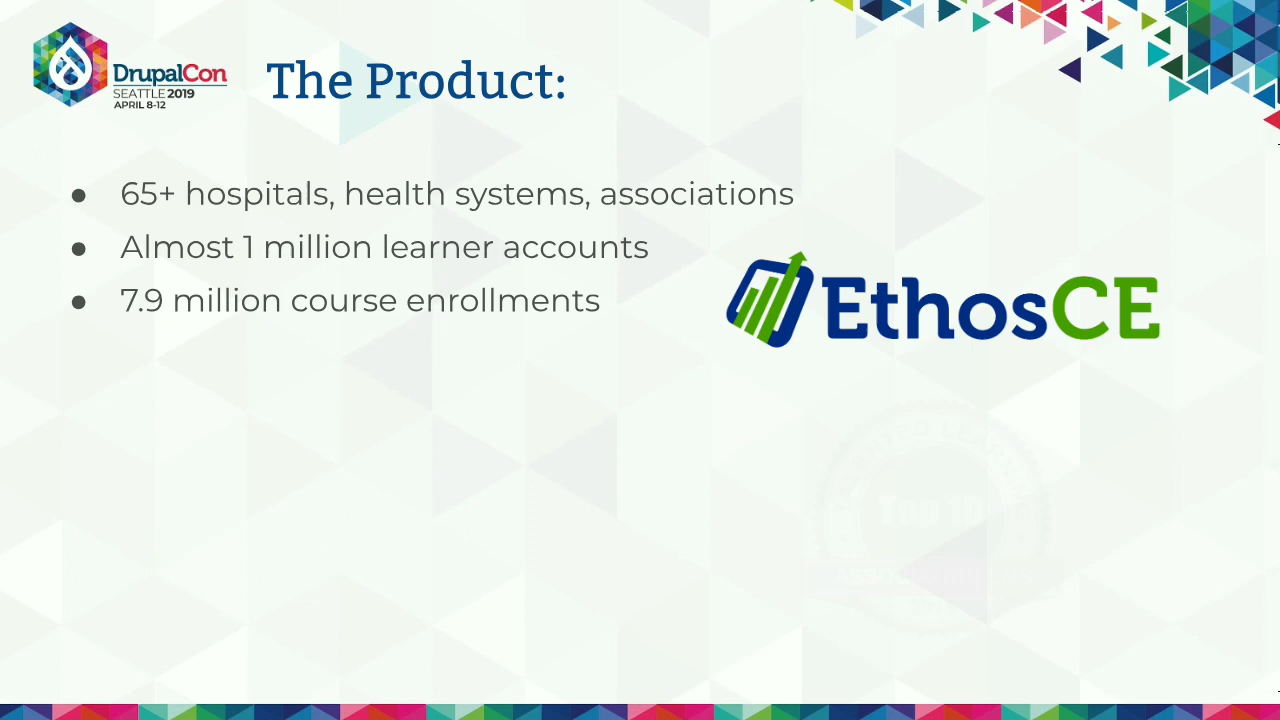 DrupalCon
SEATTLE 2019
APRIL 8-12
The Product:
● 65+ hospitals, health systems, associations
● Almost 1 million learner accounts
● 7.9 million course enrollments
EthosCE
Top